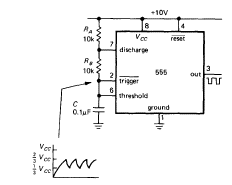 +10V
R_A
10k
8
4
V_CC
reset
7
discharge
R_B
10k
555
3
out
2
trigger
6
threshold
C
0.1μF
ground
1
V_CC
2/3 V_CC
1/3 V_CC